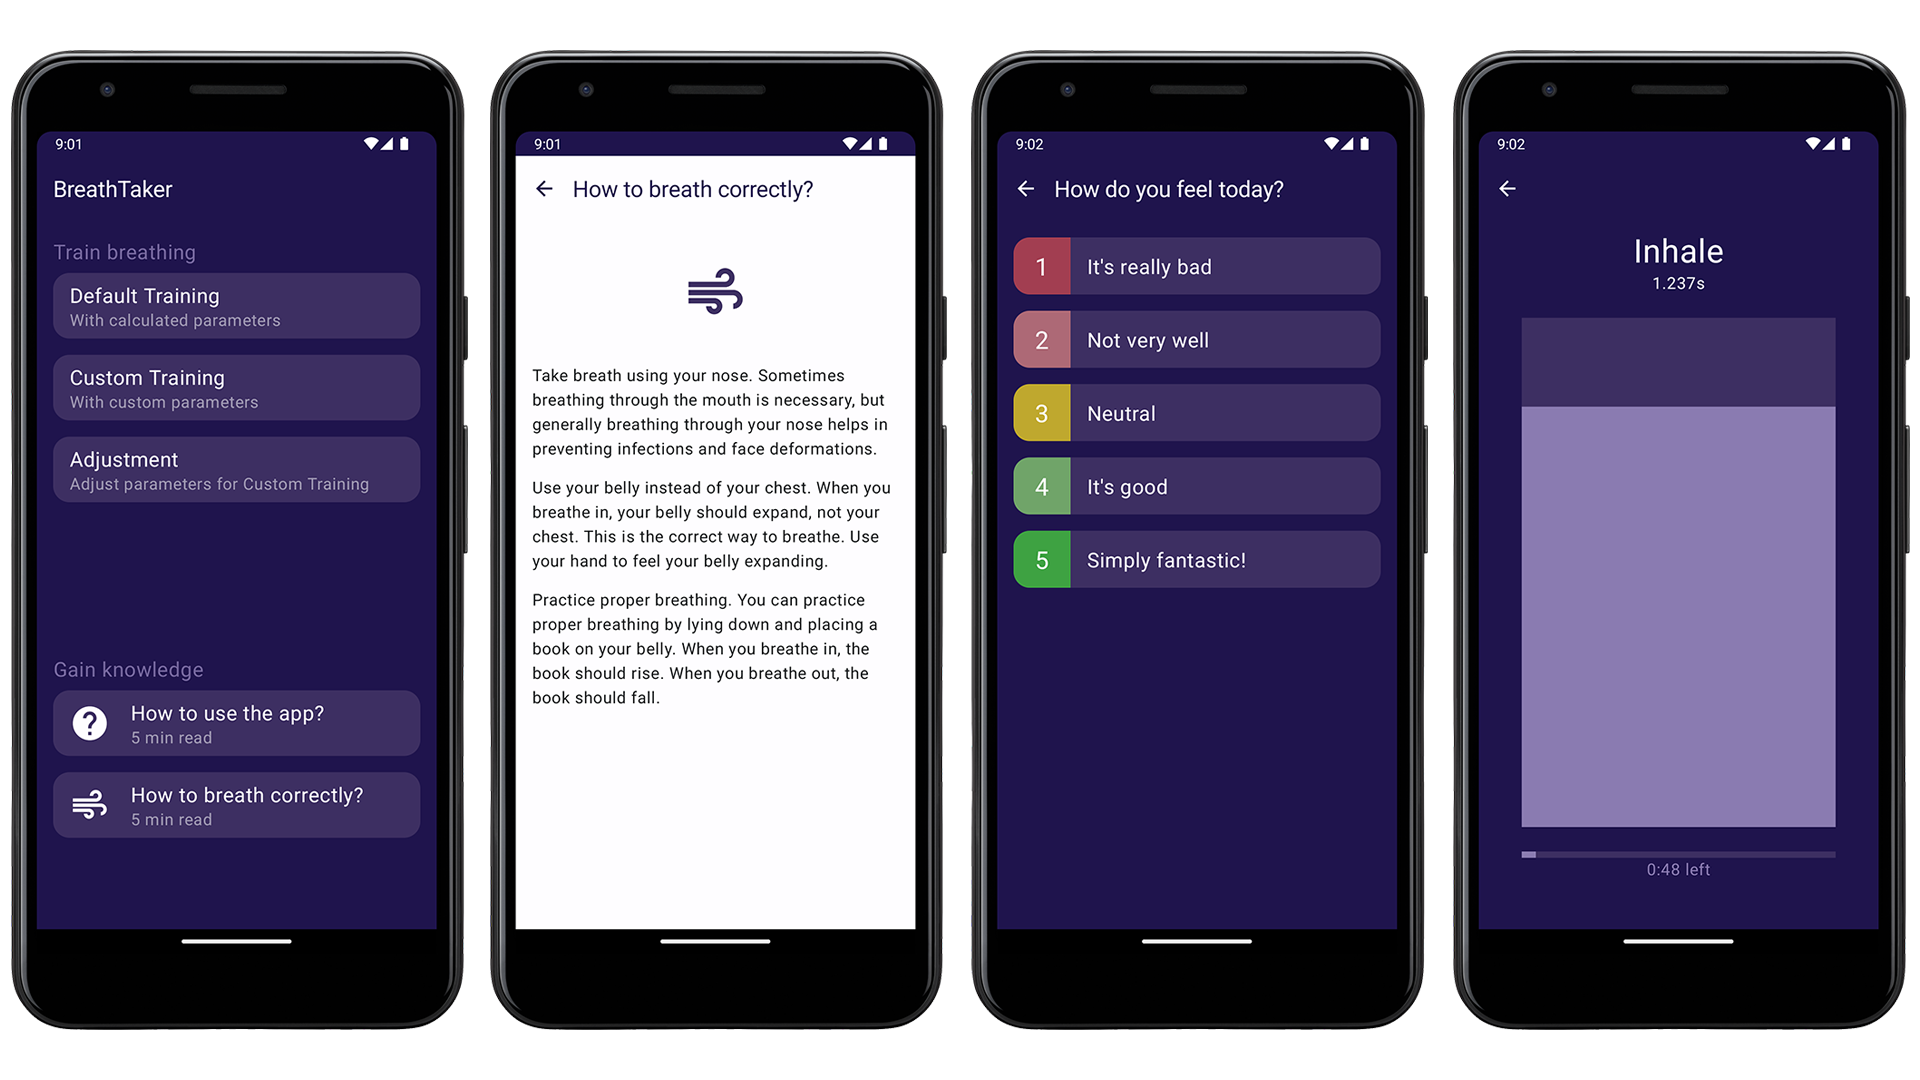 9:01
BreathTaker
Train breathing
Default Training
With calculated parameters
Custom Training
With custom parameters
Adjustment
Adjust parameters for Custom Training
Gain knowledge
How to use the app?
5 min read
How to breath correctly?
5 min read
9:01
How to breath correctly?
Take breath using your nose. Sometimes
breathing through the mouth is necessary, but
generally breathing through your nose helps in
preventing infections and face deformations.
Use your belly instead of your chest. When you
breathe in, your belly should expand, not your
chest. This is the correct way to breathe. Use
your hand to feel your belly expanding.
Practice proper breathing. You can practice
proper breathing by lying down and placing a
book on your belly. When you breathe in, the
book should rise. When you breathe out, the
book should fall.
9:02
How do you feel today?
1 It's really bad
2 Not very well
3 Neutral
4 It's good
5 Simply fantastic!
9:02
Inhale
1.237s
0:48 left